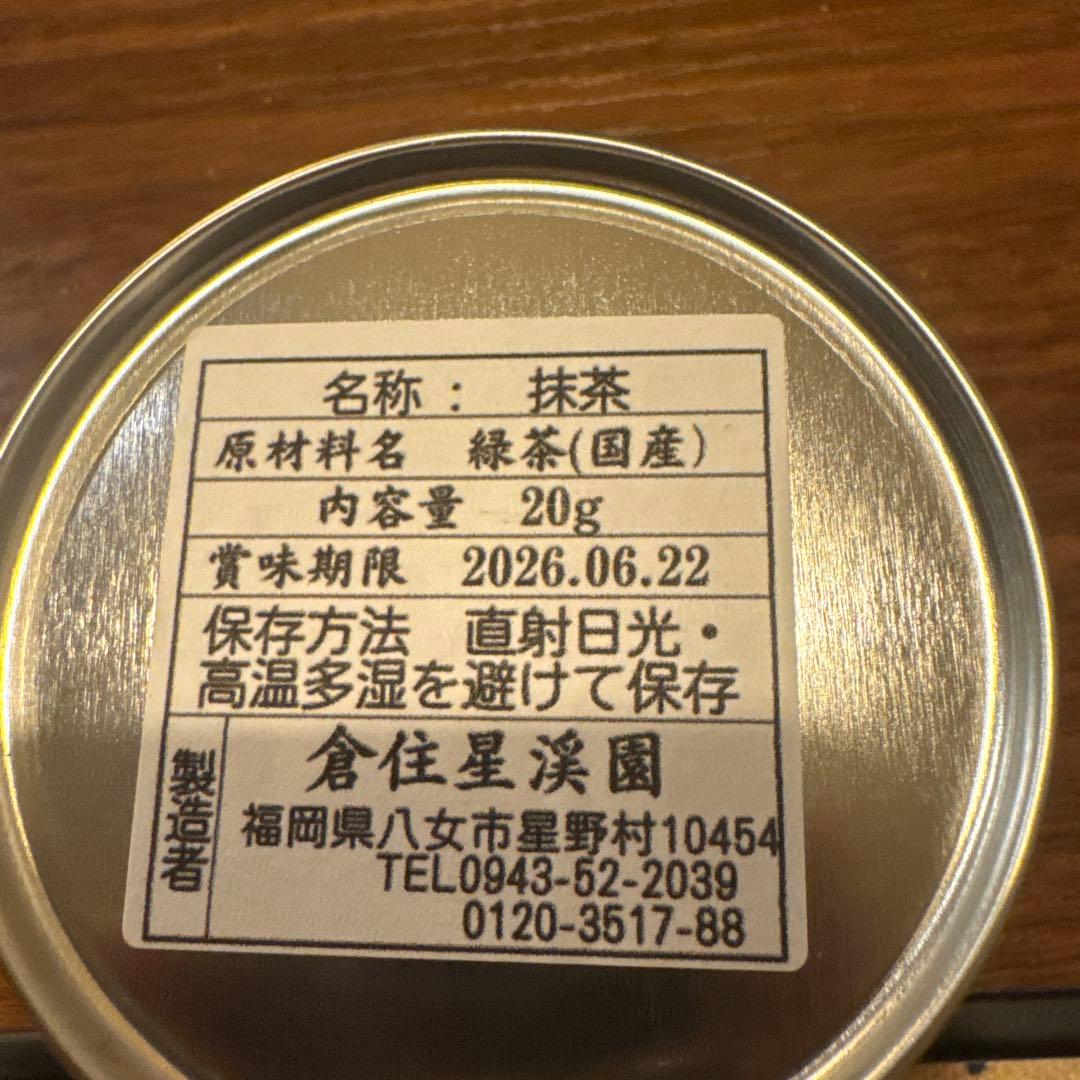 名称： 抹茶
原材料名 緑茶(国産)
内容量 20g
賞味期限 2026.06.22
保存方法 直射日光・
高温多湿を避けて保存
製造者
倉住星渓園
福岡県八女市星野村10454
TEL0943-52-2039
0120-3517-88